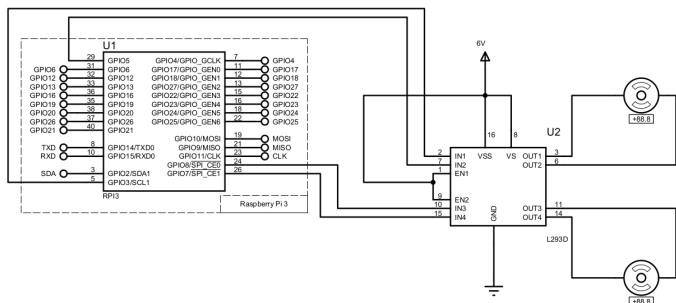 U1
6V
29 GPIO5 GPIO4/GPIO_GCLK 7 GPIO4
GPIO6 31 GPIO6 GPIO17/GPIO_GEN0 11 GPIO17
GPIO12 32 GPIO12 GPIO18/GPIO_GEN1 12 GPIO18
GPIO13 33 GPIO13 GPIO27/GPIO_GEN2 13 GPIO27
GPIO16 36 GPIO16 GPIO22/GPIO_GEN3 15 GPIO22
GPIO19 35 GPIO19 GPIO23/GPIO_GEN4 16 GPIO23
GPIO20 38 GPIO20 GPIO24/GPIO_GEN5 18 GPIO24
GPIO26 37 GPIO26 GPIO25/GPIO_GEN6 22 GPIO25
GPIO21 40 GPIO21
GPIO10/MOSI 19 MOSI
TXD 8 GPIO14/TXD0 GPIO9/MISO 21 MISO
RXD 10 GPIO15/RXD0 GPIO11/CLK 23 CLK
GPIO8/SPI_CE0 24
SDA 3 GPIO2/SDA1 GPIO7/SPI_CE1 26
5 GPIO3/SCL1
RPI3
Raspberry Pi 3
+88.8
16 8 U2
2 IN1 VSS VS OUT1 3
7 IN2 OUT2 6
1 EN1
9 EN2
10 IN3 GND OUT3 11
15 IN4 OUT4 14
L293D
+88.8